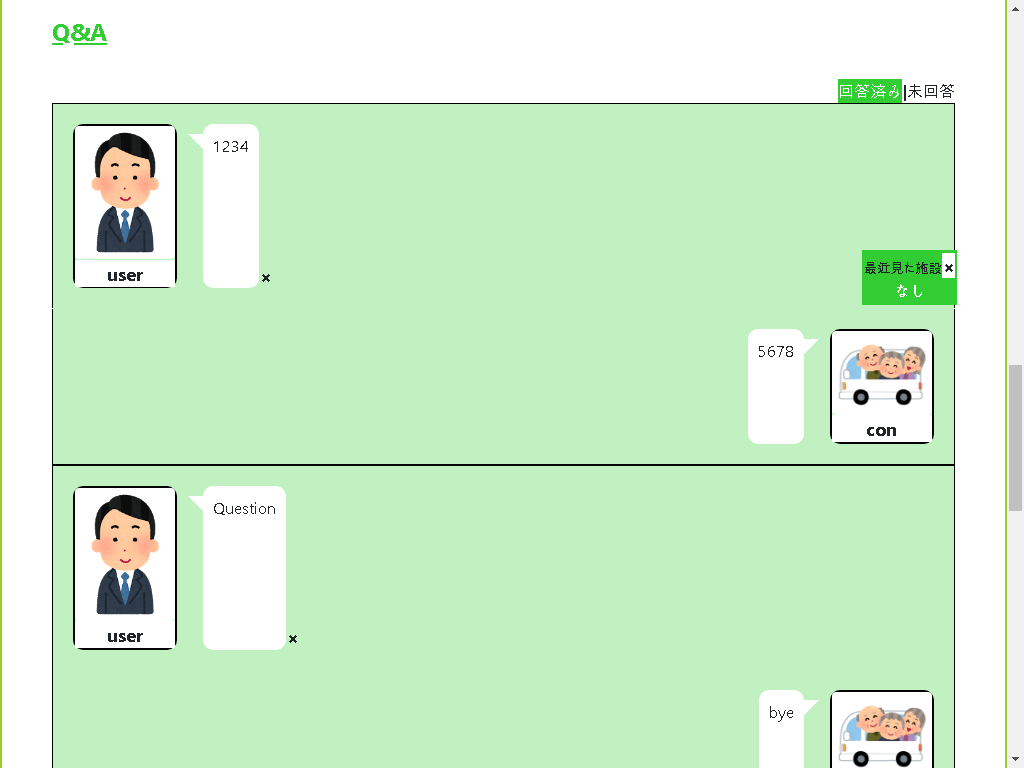 Q&A
回答済み|未回答
1234
user
×
最近見た施設×
なし
5678
con
Question
user
×
bye